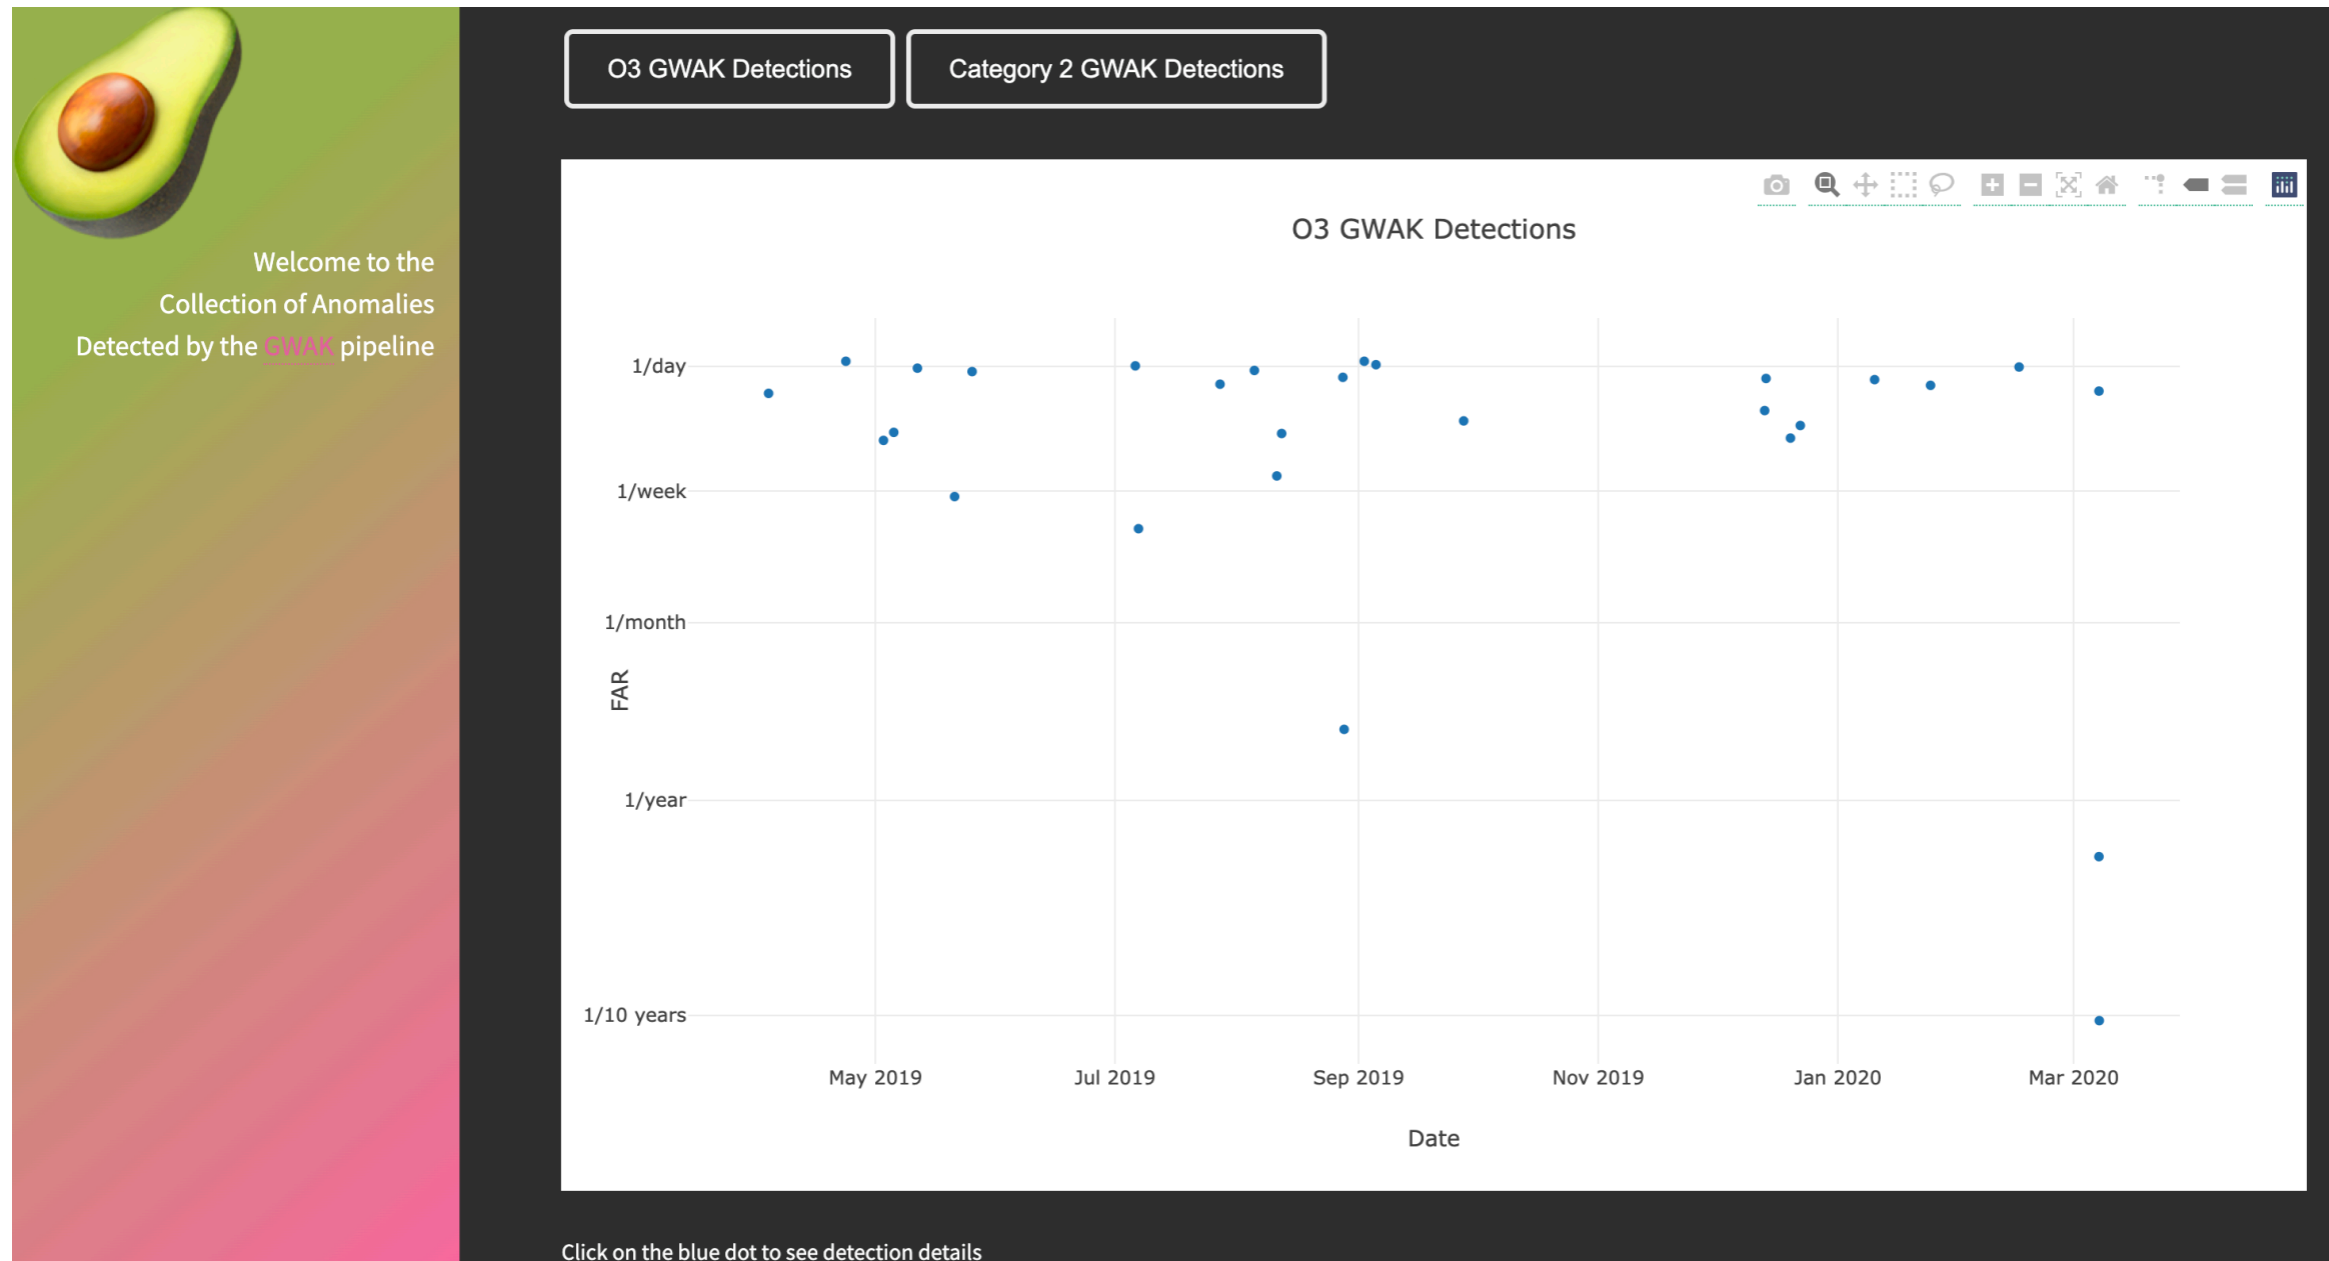 Welcome to the
Collection of Anomalies
Detected by the GWAK pipeline
O3 GWAK Detections
Category 2 GWAK Detections
O3 GWAK Detections
1/day
1/week
1/month
1/year
1/10 years
FAR
May 2019
Jul 2019
Sep 2019
Nov 2019
Jan 2020
Mar 2020
Date
Click on the blue dot to see detection details